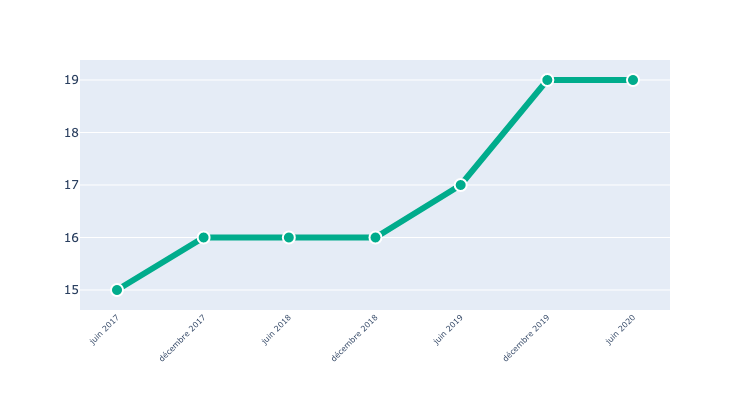 19
18
17
16
15
juin 2017
décembre 2017
juin 2018
décembre 2018
juin 2019
décembre 2019
juin 2020